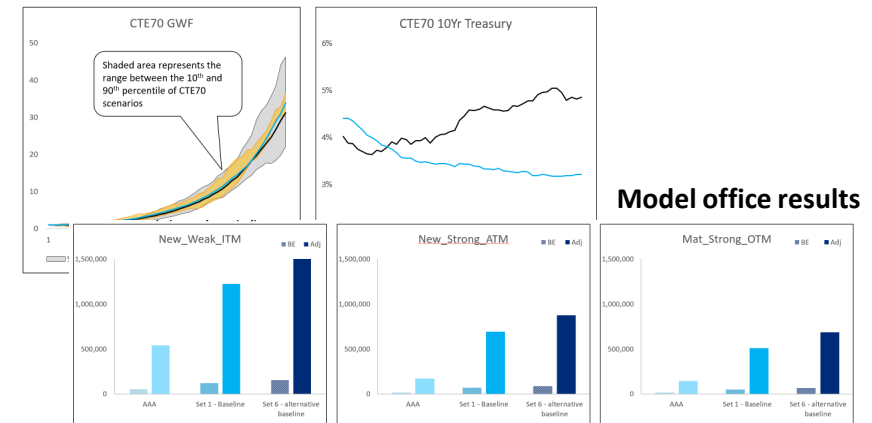 CTE70 GWF
50
40
30
20
10
0
1
Shaded area represents the
range between the 10th and
90th percentile of CTE70
scenarios
CTE70 10Yr Treasury
6%
5%
4%
3%
Model office results
New_Weak_ITM
BE Adj
1,500,000
1,000,000
500,000
0
AAA Set 1 - Baseline Set 6 - alternative
baseline
New_Strong_ATM
BE Adj
1,500,000
1,000,000
500,000
0
AAA Set 1 - Baseline Set 6 - alternative
baseline
Mat_Strong_OTM
BE Adj
1,500,000
1,000,000
500,000
0
AAA Set 1 - Baseline Set 6 - alternative
baseline